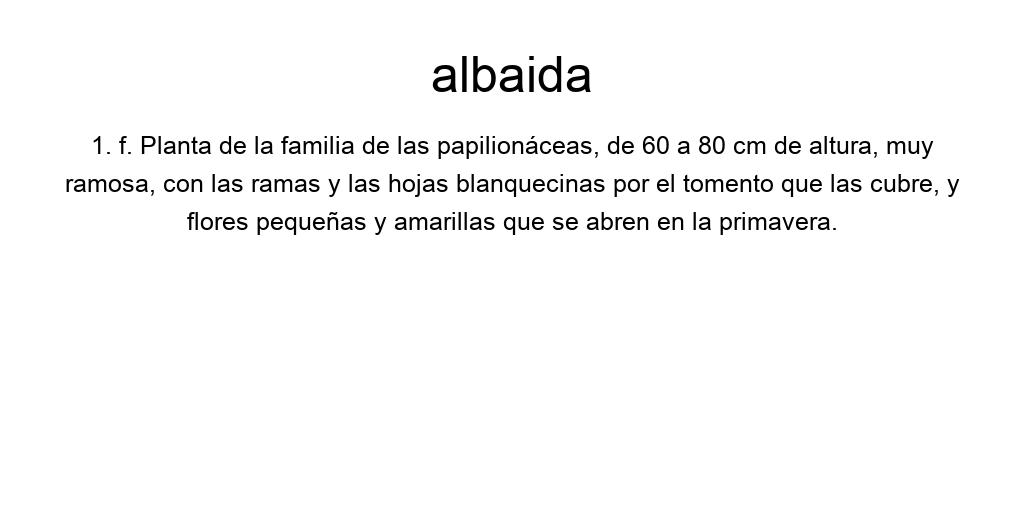 albaida
1. f. Planta de la familia de las papilionáceas, de 60 a 80 cm de altura, muy
ramosa, con las ramas y las hojas blanquecinas por el tomento que las cubre, y
flores pequeñas y amarillas que se abren en la primavera.